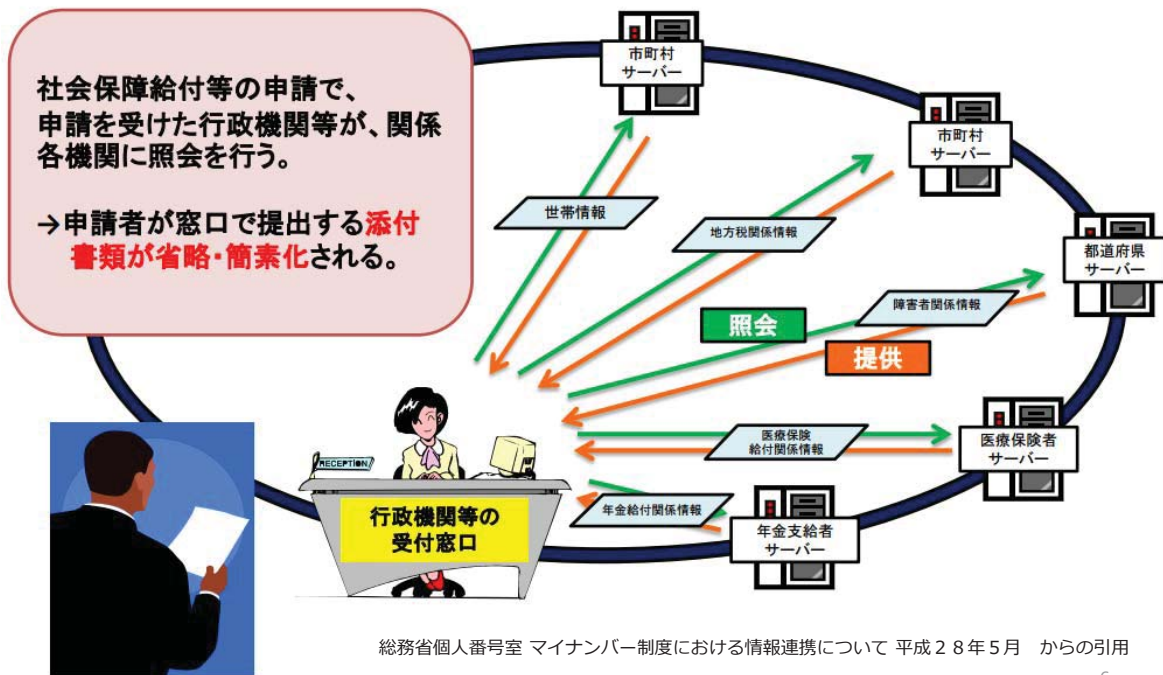 社会保障給付等の申請で、
申請を受けた行政機関等が、関係
各機関に照会を行う。
→申請者が窓口で提出する添付
書類が省略・簡素化される。
市町村
サーバー
市町村
サーバー
都道府県
サーバー
世帯情報
地方税関係情報
障害者関係情報
照会
提供
医療保険
給付関係情報
医療保険者
サーバー
年金給付関係情報
年金支給者
サーバー
RECEPTION
行政機関等の
受付窓口
総務省個人番号室 マイナンバー制度における情報連携について 平成28年5月　からの引用